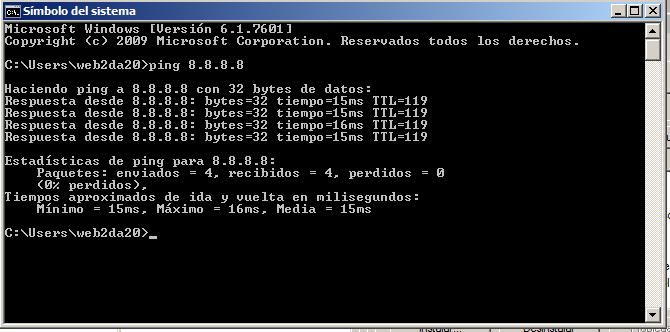 Símbolo del sistema
Microsoft Windows [Versión 6.1.7601]
Copyright (c) 2009 Microsoft Corporation. Reservados todos los derechos.
C:\Users\web2da20>ping 8.8.8.8
Haciendo ping a 8.8.8.8 con 32 bytes de datos:
Respuesta desde 8.8.8.8: bytes=32 tiempo=15ms TTL=119
Respuesta desde 8.8.8.8: bytes=32 tiempo=15ms TTL=119
Respuesta desde 8.8.8.8: bytes=32 tiempo=16ms TTL=119
Respuesta desde 8.8.8.8: bytes=32 tiempo=15ms TTL=119
Estadísticas de ping para 8.8.8.8:
Paquetes: enviados = 4, recibidos = 4, perdidos = 0
(0% perdidos),
Tiempos aproximados de ida y vuelta en milisegundos:
Mínimo = 15ms, Máximo = 16ms, Media = 15ms
C:\Users\web2da20>_
Instalar... Desinstalar